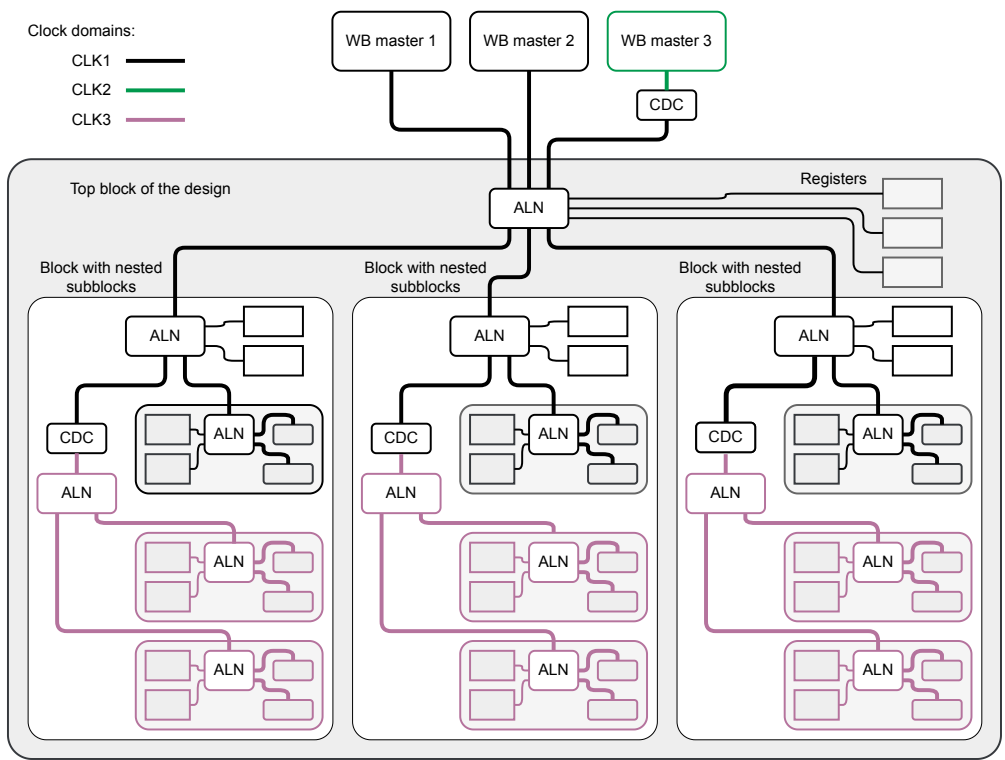 Clock domains:
CLK1
CLK2
CLK3
WB master 1
WB master 2
WB master 3
CDC
Top block of the design
ALN
Registers
Block with nested
subblocks
Block with nested
subblocks
Block with nested
subblocks
ALN
ALN
ALN
CDC
ALN
CDC
ALN
CDC
ALN
ALN
ALN
ALN
ALN
ALN
ALN
ALN
ALN
ALN